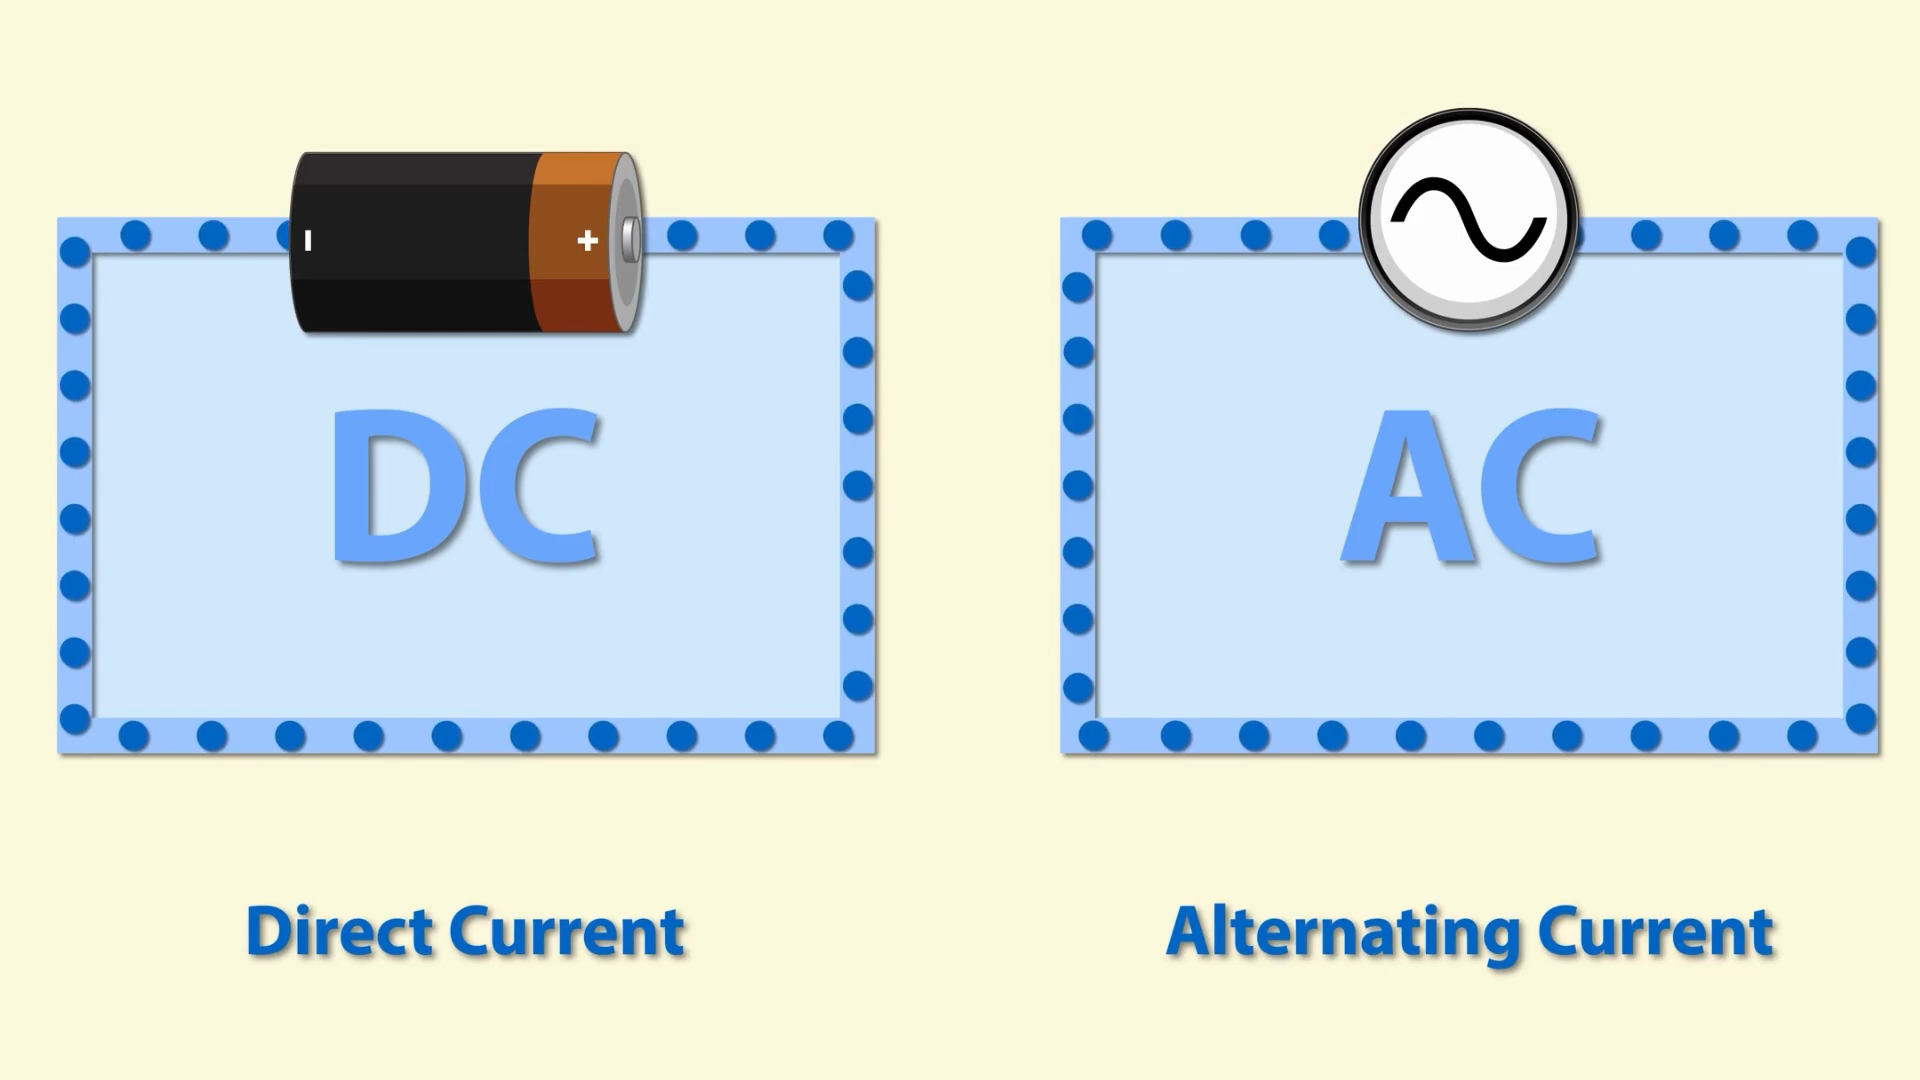 - +
DC
AC
Direct Current
Alternating Current